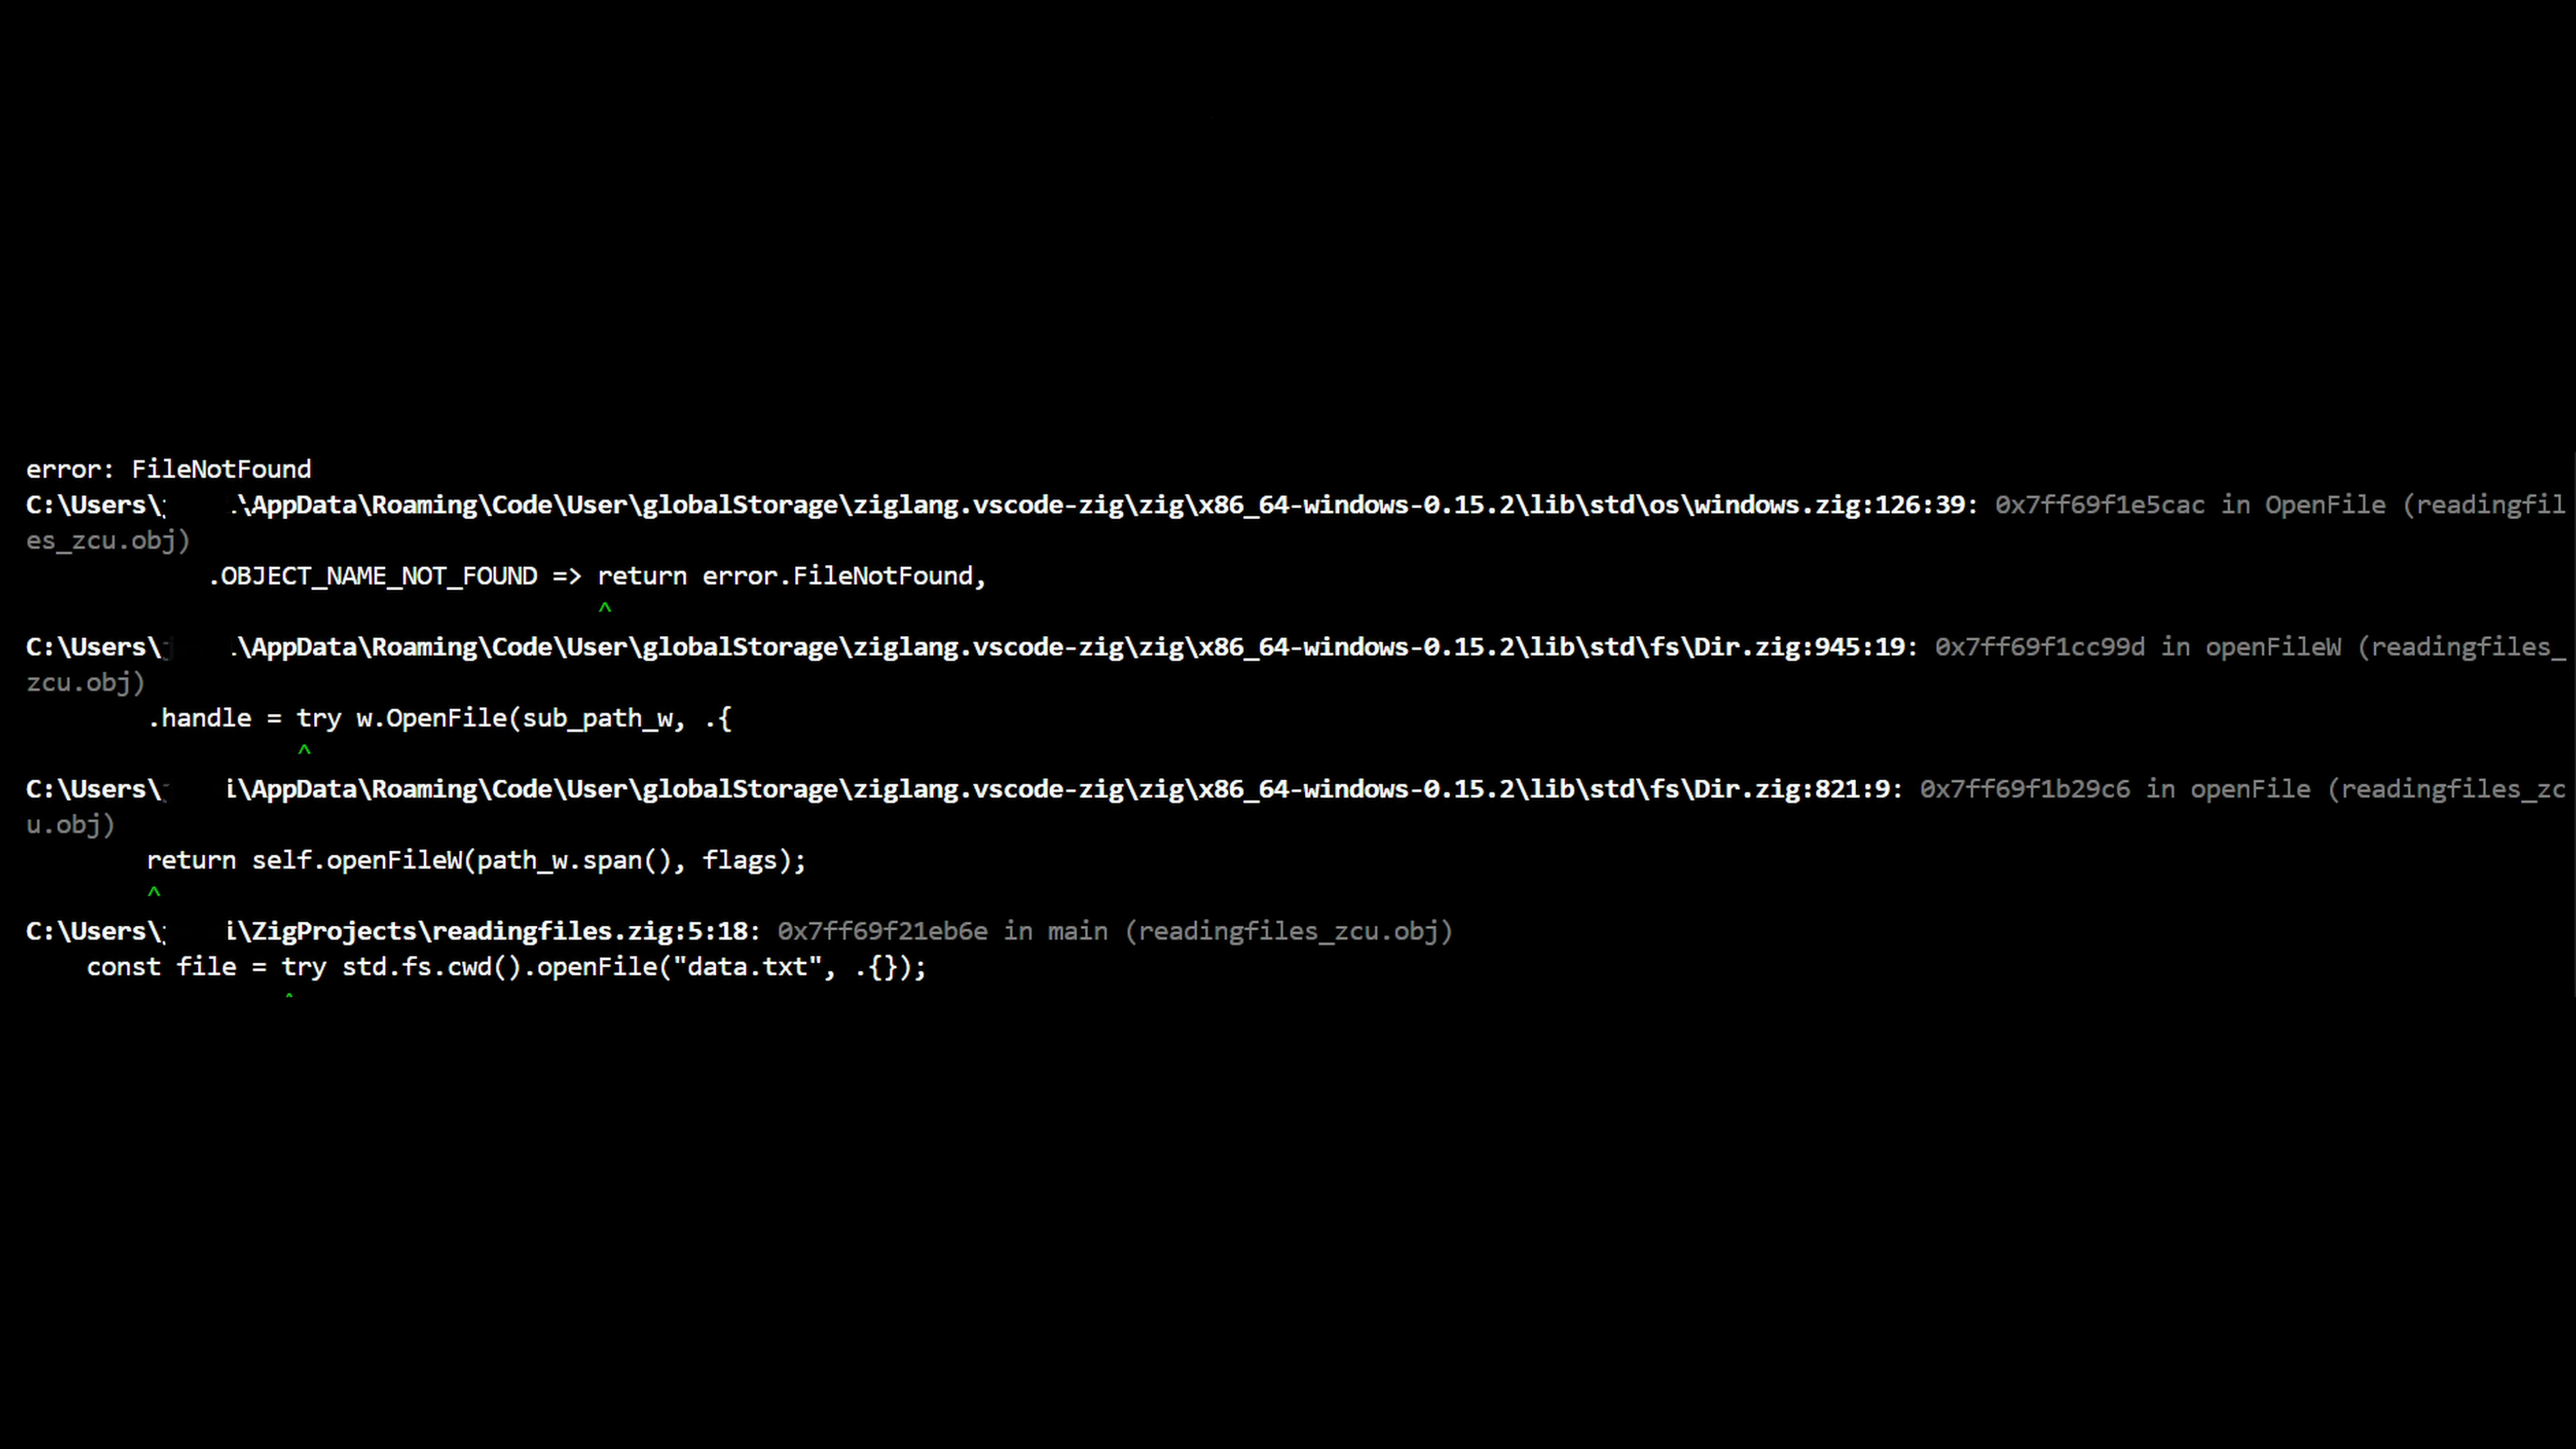 error: FileNotFound
C:\Users\ \AppData\Roaming\Code\User\globalStorage\ziglang.vscode-zig\zig\x86_64-windows-0.15.2\lib\std\os\windows.zig:126:39: 0x7ff69f1e5cac in OpenFile (readingfil
es_zcu.obj)
.OBJECT_NAME_NOT_FOUND => return error.FileNotFound,
^
C:\Users\ \AppData\Roaming\Code\User\globalStorage\ziglang.vscode-zig\zig\x86_64-windows-0.15.2\lib\std\fs\Dir.zig:945:19: 0x7ff69f1cc99d in openFileW (readingfiles_
zcu.obj)
.handle = try w.OpenFile(sub_path_w, .{
^
C:\Users\ i\AppData\Roaming\Code\User\globalStorage\ziglang.vscode-zig\zig\x86_64-windows-0.15.2\lib\std\fs\Dir.zig:821:9: 0x7ff69f1b29c6 in openFile (readingfiles_zc
u.obj)
return self.openFileW(path_w.span(), flags);
^
C:\Users\ i\ZigProjects\readingfiles.zig:5:18: 0x7ff69f21eb6e in main (readingfiles_zcu.obj)
const file = try std.fs.cwd().openFile("data.txt", .{});
^